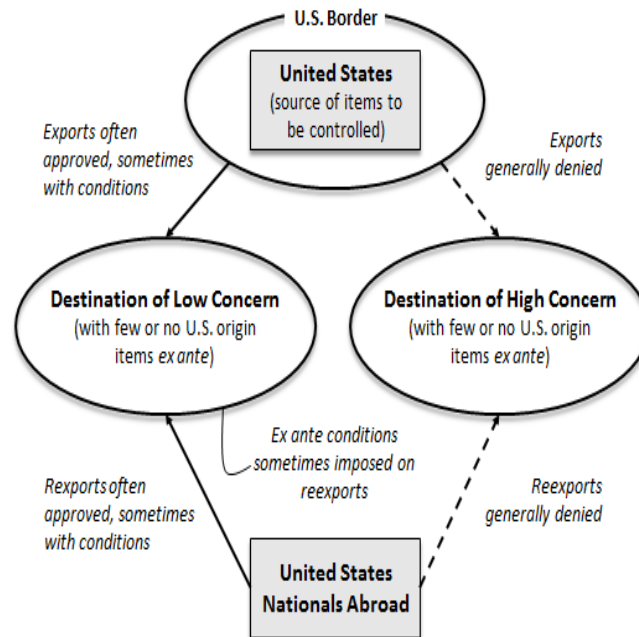 U.S. Border
United States
(source of items to
be controlled)
Exports often
approved, sometimes
with conditions
Exports
generally denied
Destination of Low Concern
(with few or no U.S. origin
items ex ante)
Destination of High Concern
(with few or no U.S. origin
items ex ante)
Ex ante conditions
sometimes imposed on
reexports
Rexports often
approved, sometimes
with conditions
Reexports
generally denied
United States
Nationals Abroad